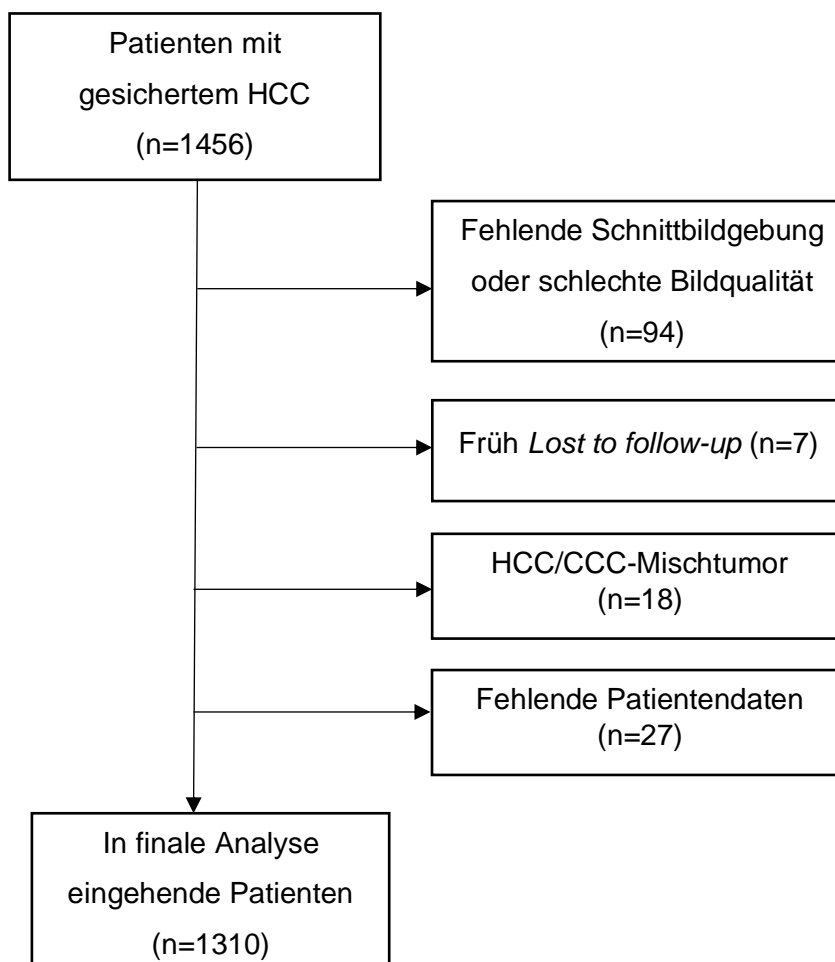 Patienten mit
gesichertem HCC
(n=1456)
Fehlende Schnittbildgebung
oder schlechte Bildqualität
(n=94)
Früh Lost to follow-up (n=7)
HCC/CCC-Mischtumor
(n=18)
Fehlende Patientendaten
(n=27)
In finale Analyse
eingehende Patienten
(n=1310)